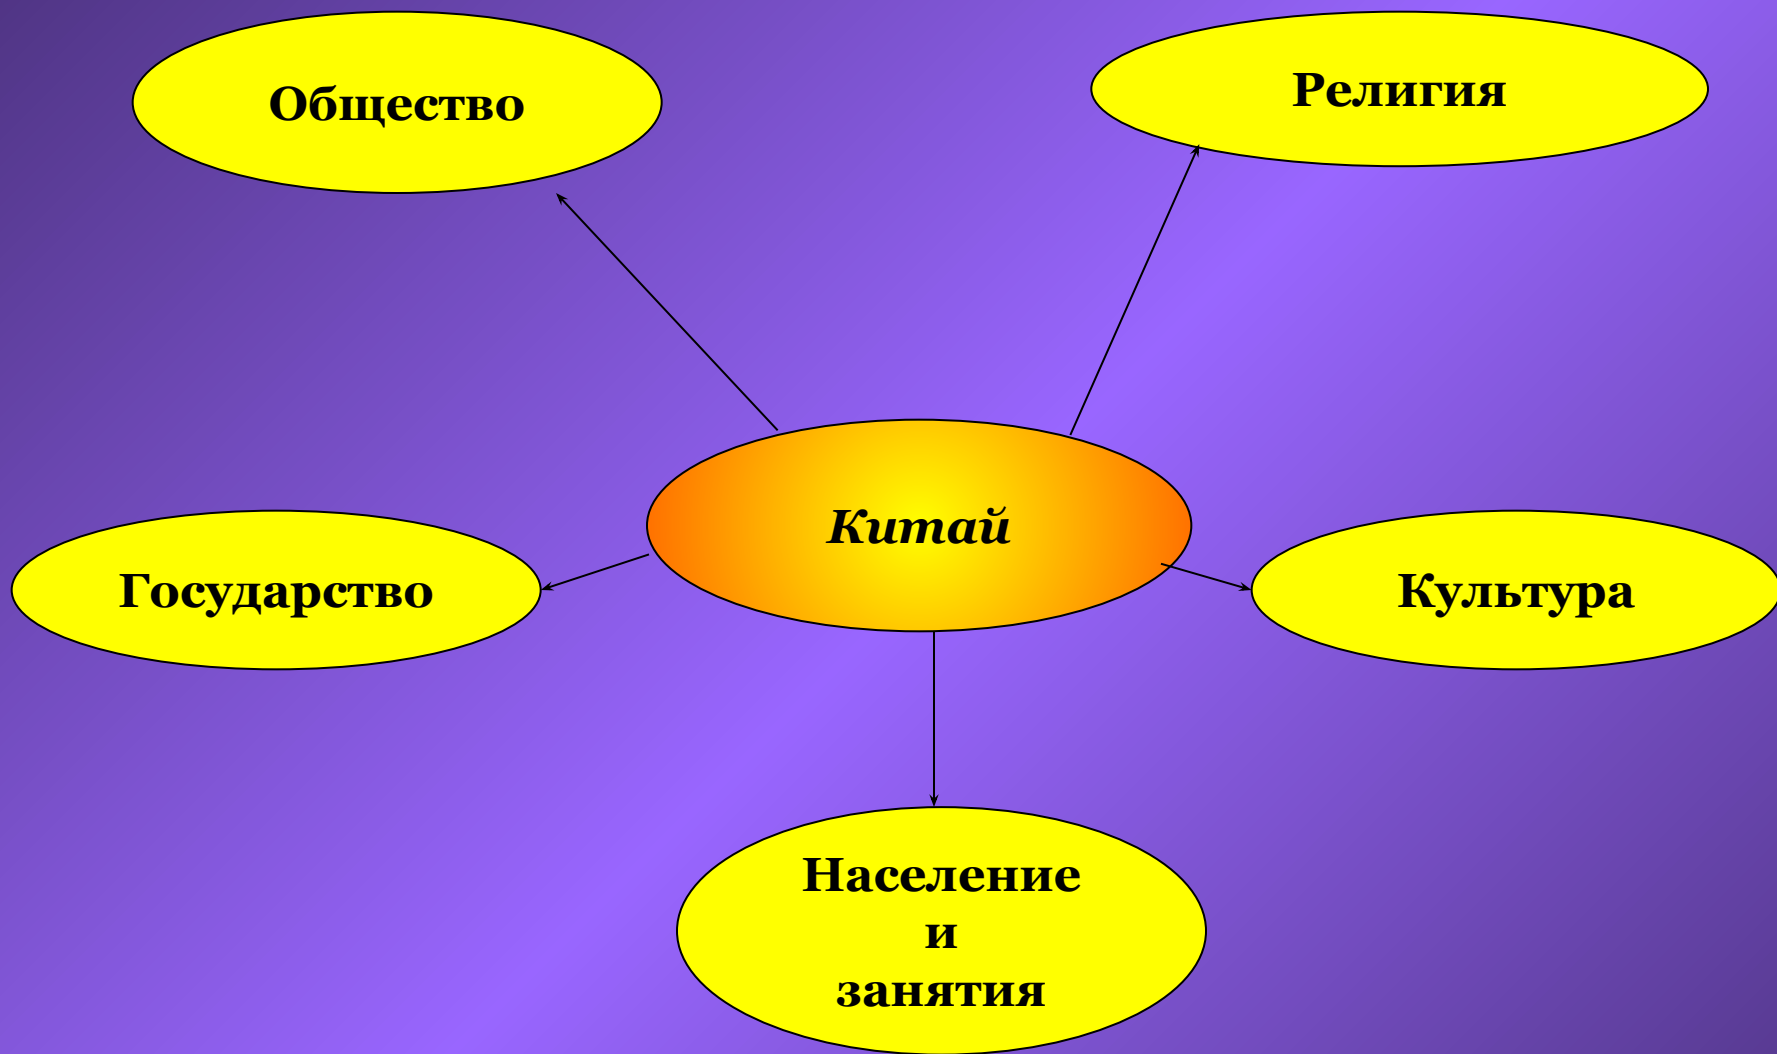 Общество
Религия
Китай
Государство
Культура
Население
и
занятия